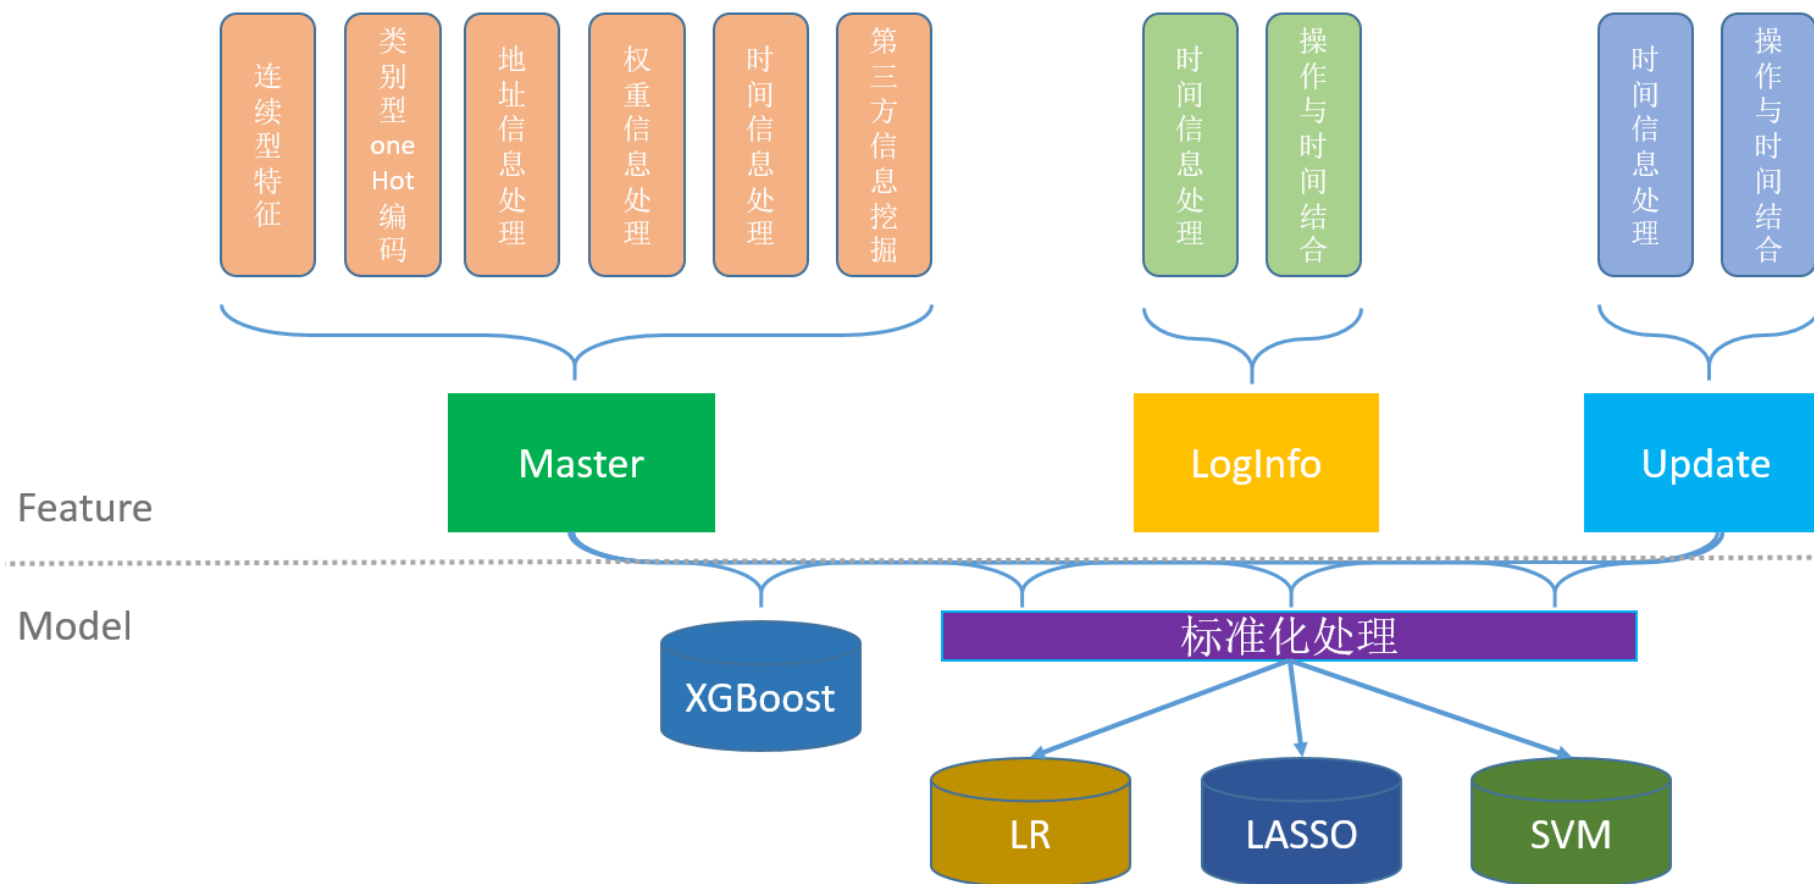 连续型特征
类别型one Hot编码
地址信息处理
权重信息处理
时间信息处理
第三方信息挖掘
时间信息处理
操作与时间结合
时间信息处理
操作与时间结合
Master
LogInfo
Update
Feature
Model
标准化处理
XGBoost
LR
LASSO
SVM